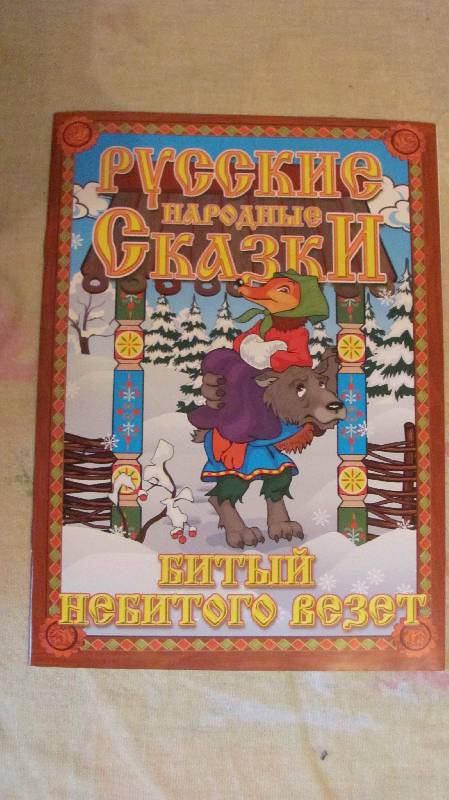 Русские
народные
Сказки
Битый
небитого везет